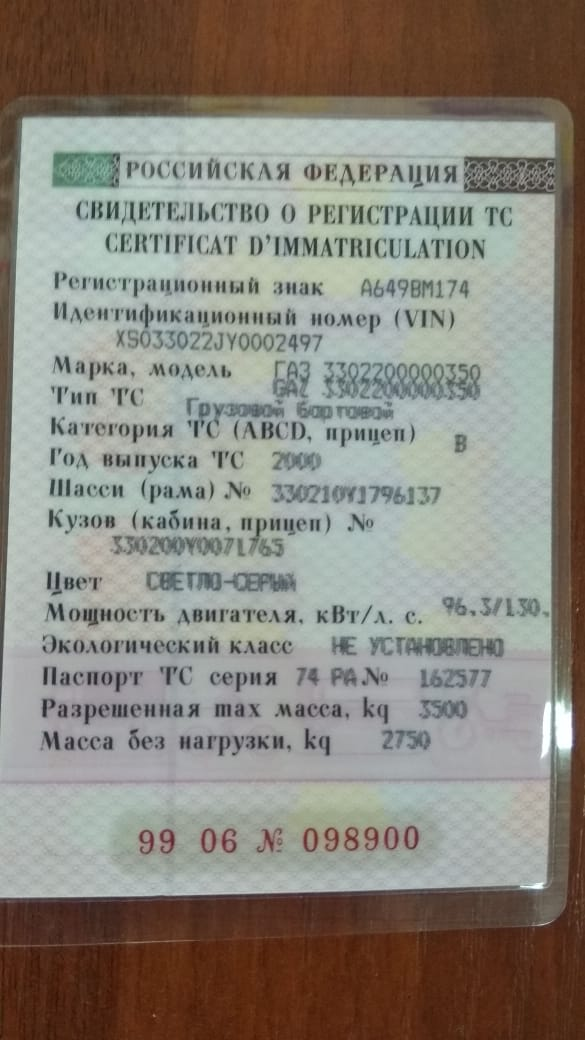 РОССИЙСКАЯ ФЕДЕРАЦИЯ
СВИДЕТЕЛЬСТВО О РЕГИСТРАЦИИ ТС
CERTIFICAT D'IMMATRICULATION
Регистрационный знак А649ВМ174
Идентификационный номер (VIN)
XS033022JY0002497
Марка, модель ГАЗ 3302200000350
GAZ 3302200000350
Тип ТС Грузовой бортовой
Категория ТС (ABCD, прицеп) B
Год выпуска ТС 2000
Шасси (рама) № 330210Y1796137
Кузов (кабина, прицеп) №
330200Y0071765
Цвет СВЕТЛО-СЕРЫЙ
Мощность двигателя, кВт/л. с. 96.3/130.
Экологический класс НЕ УСТАНОВЛЕНО
Паспорт ТС серия 74 РА № 162577
Разрешенная max масса, kq 3500
Масса без нагрузки, kq 2750
99 06 № 098900